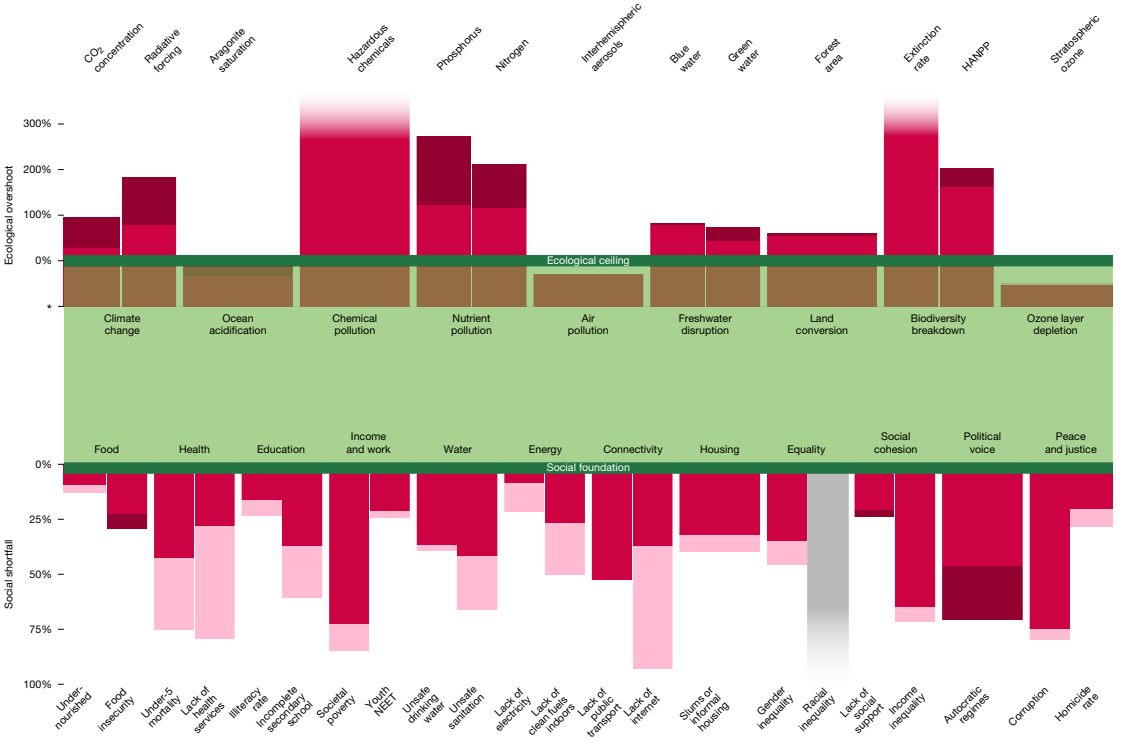 CO₂
concentration
Radiative
forcing
Aragonite
saturation
Hazardous
chemicals
Phosphorus
Nitrogen
Interhemispheric
aerosols
Blue
water
Green
water
Forest
area
Extinction
rate
HANPP
Stratospheric
ozone
Ecological overshoot
300%
200%
100%
0%
*
Ecological ceiling
Climate
change
Ocean
acidification
Chemical
pollution
Nutrient
pollution
Air
pollution
Freshwater
disruption
Land
conversion
Biodiversity
breakdown
Ozone layer
depletion
Food
Health
Education
Income
and work
Water
Energy
Connectivity
Housing
Equality
Social
cohesion
Political
voice
Peace
and justice
Social foundation
Social shortfall
0%
25%
50%
75%
100%
Under-
nourished
Food
insecurity
Under-5
mortality
Lack of
health
services
Illiteracy
rate
Incomplete
secondary
school
Societal
poverty
Youth
NEET
Unsafe
drinking
water
Unsafe
sanitation
Lack of
electricity
Lack of
clean fuels
indoors
Lack of
public
transport
Lack of
internet
Slums or
informal
housing
Gender
inequality
Racial
inequality
Lack of
social
support
Income
inequality
Autocratic
regimes
Corruption
Homicide
rate